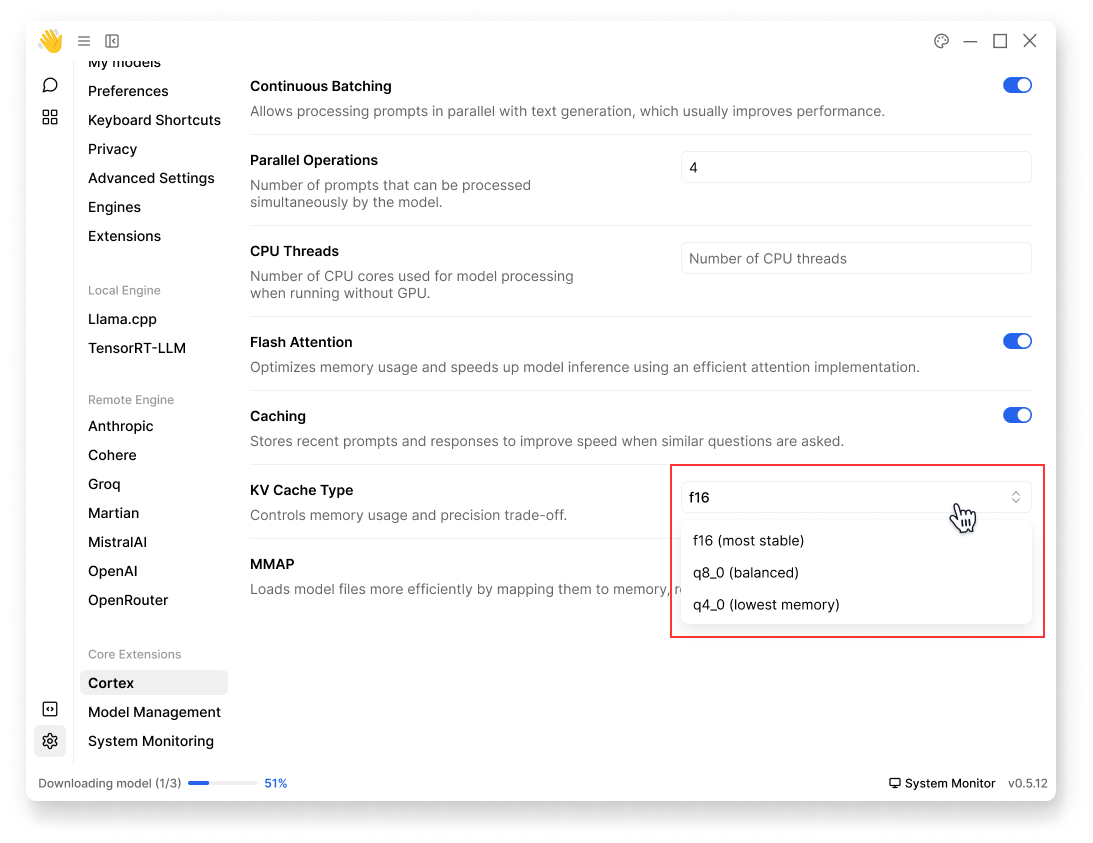 My models
Preferences
Keyboard Shortcuts
Privacy
Advanced Settings
Engines
Extensions
Local Engine
Llama.cpp
TensorRT-LLM
Remote Engine
Anthropic
Cohere
Groq
Martian
MistralAI
OpenAI
OpenRouter
Core Extensions
Cortex
Model Management
System Monitoring
Continuous Batching
Allows processing prompts in parallel with text generation, which usually improves performance.
Parallel Operations
Number of prompts that can be processed
simultaneously by the model.
4
CPU Threads
Number of CPU cores used for model processing
when running without GPU.
Number of CPU threads
Flash Attention
Optimizes memory usage and speeds up model inference using an efficient attention implementation.
Caching
Stores recent prompts and responses to improve speed when similar questions are asked.
KV Cache Type
Controls memory usage and precision trade-off.
f16
f16 (most stable)
q8_0 (balanced)
q4_0 (lowest memory)
MMAP
Loads model files more efficiently by mapping them to memory,
Downloading model (1/3)
51%
System Monitor
v0.5.12